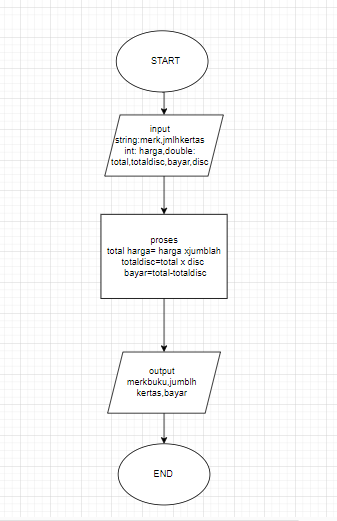 START
input
string:merk,jmlhkertas
int: harga,double:
total,totaldisc,bayar,disc
proses
total harga= harga xjumblah
totaldisc=total x disc
bayar=total-totaldisc
output
merkbuku,jumblh
kertas,bayar
END